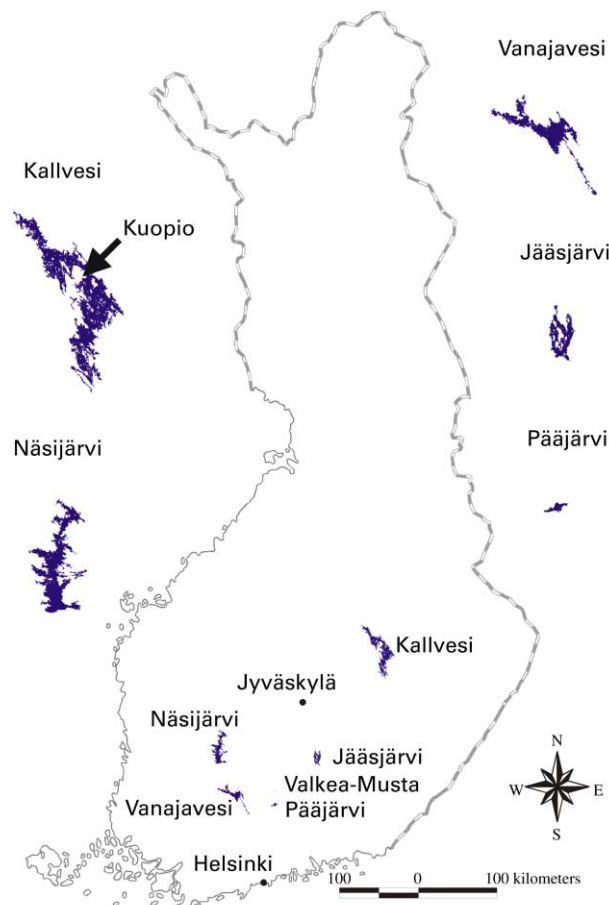 Vanajavesi
Kallvesi
Kuopio
Jääsjärvi
Näsijärvi
Pääjärvi
Kallvesi
Jyväskylä
Näsijärvi
Jääsjärvi
Valkea-Musta
Vanajavesi
Pääjärvi
Helsinki
N
W
E
S
100 0 100 kilometers